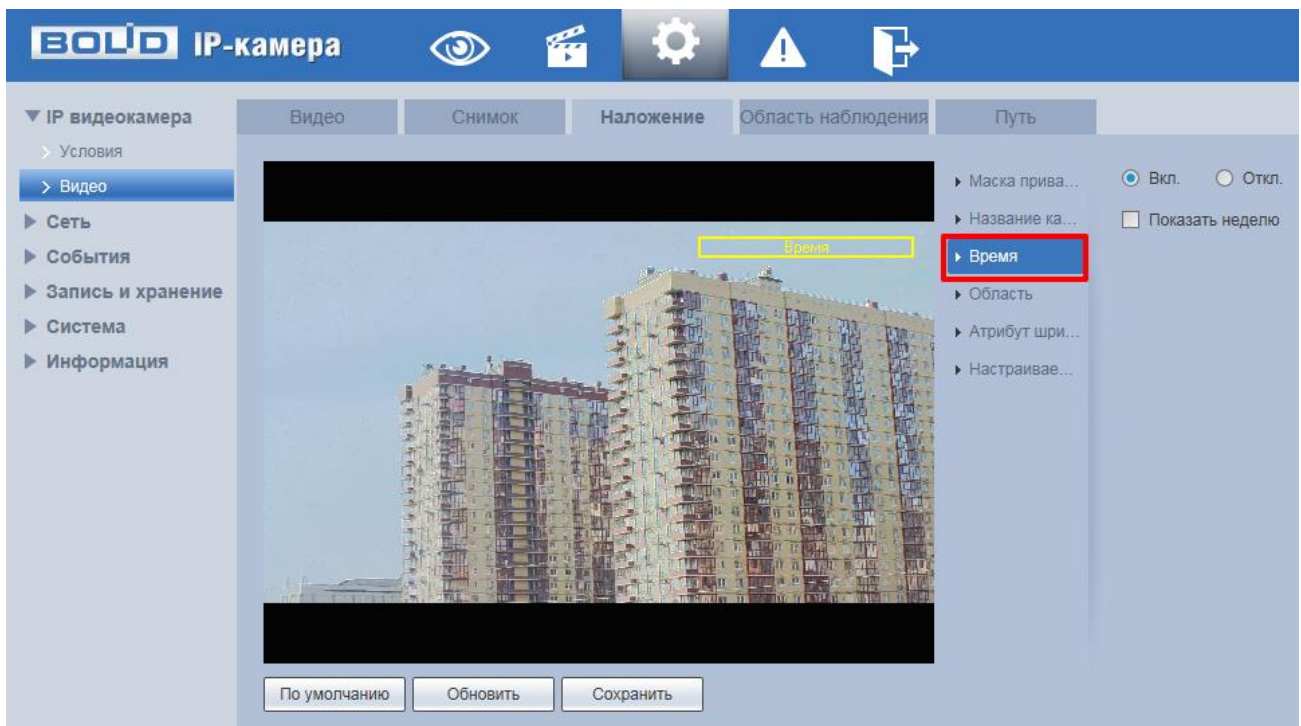 BOLID IP-камера
IP видеокамера
Условия
Видео
Сеть
События
Запись и хранение
Система
Информация
Видео
Снимок
Наложение
Область наблюдения
Путь
Время
Маска прива...
Название ка...
Время
Область
Атрибут шри...
Настраивае...
Вкл.
Откл.
Показать неделю
По умолчанию
Обновить
Сохранить